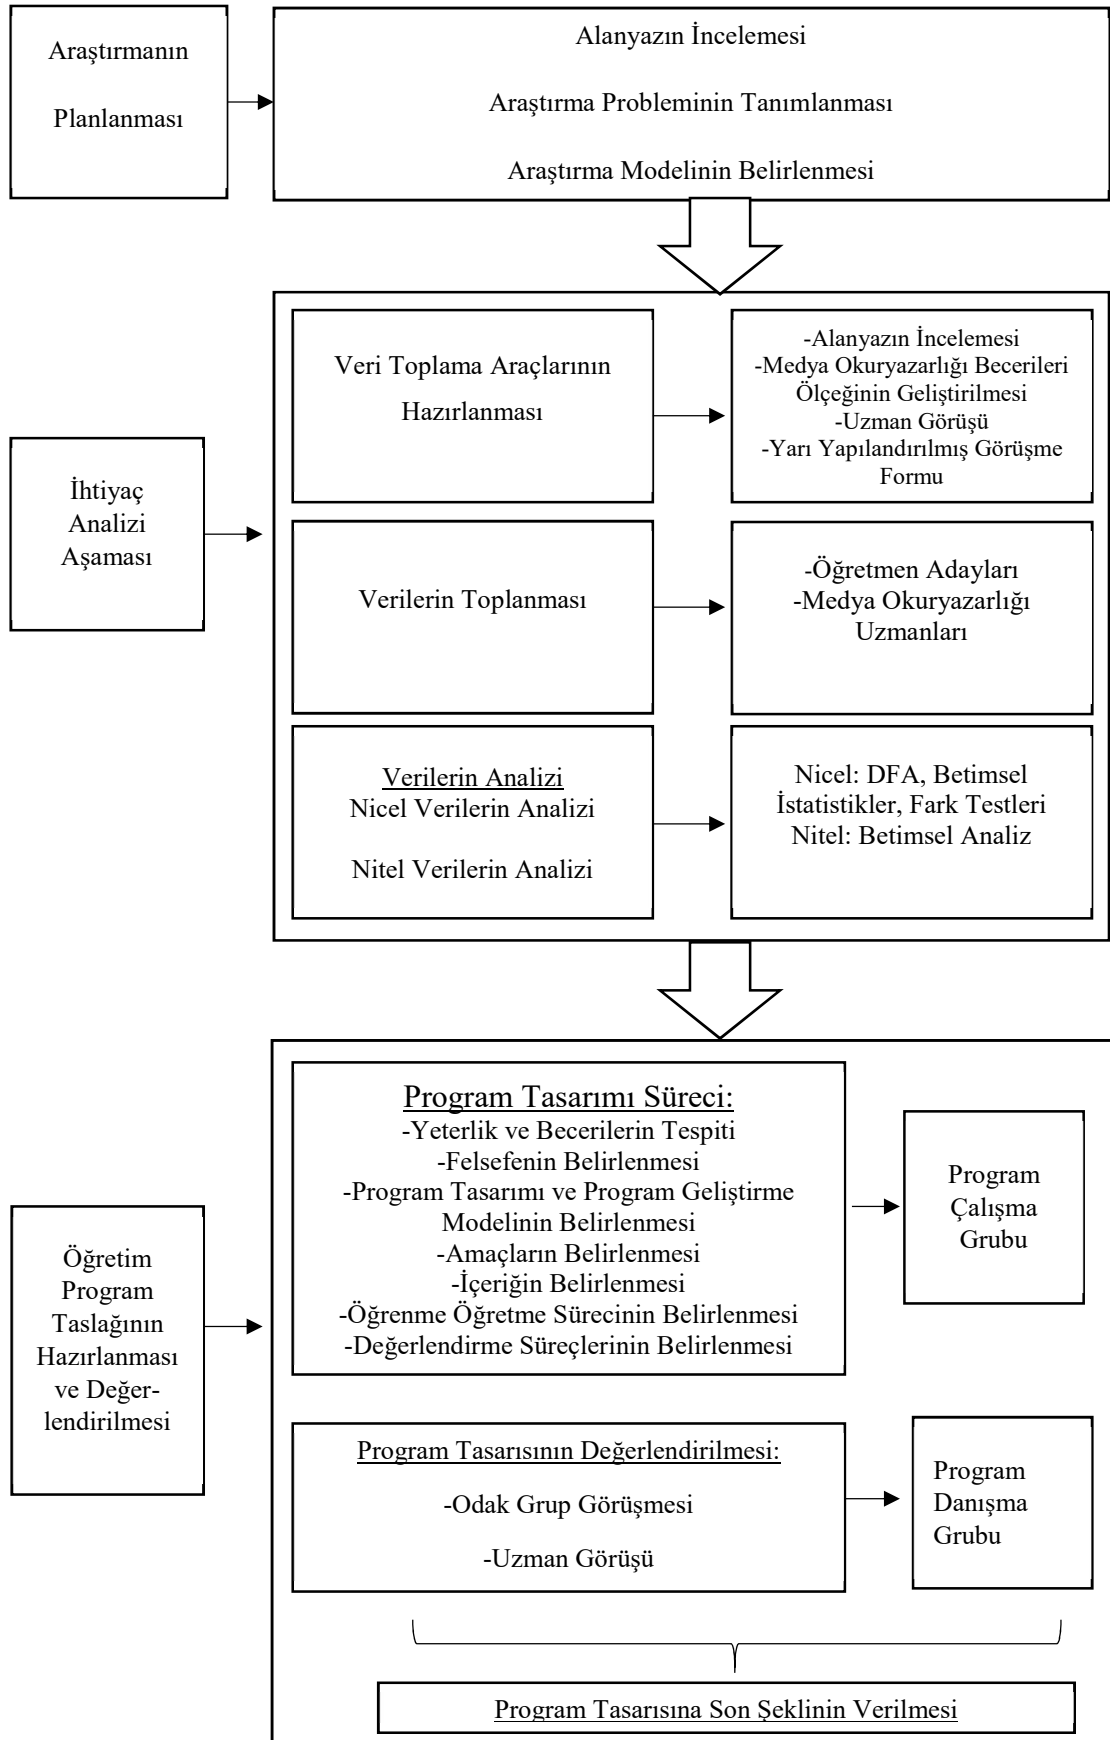 Araştırmanın
Planlanması
Alanyazın İncelemesi
Araştırma Probleminin Tanımlanması
Araştırma Modelinin Belirlenmesi
İhtiyaç
Analizi
Aşaması
Veri Toplama Araçlarının
Hazırlanması
-Alanyazın İncelemesi
-Medya Okuryazarlığı Becerileri
Ölçeğinin Geliştirilmesi
-Uzman Görüşü
-Yarı Yapılandırılmış Görüşme
Formu
Verilerin Toplanması
-Öğretmen Adayları
-Medya Okuryazarlığı
Uzmanları
Verilerin Analizi
Nicel Verilerin Analizi
Nitel Verilerin Analizi
Nicel: DFA, Betimsel
İstatistikler, Fark Testleri
Nitel: Betimsel Analiz
Öğretim
Program
Taslağının
Hazırlanması
ve Değer-
lendirilmesi
Program Tasarımı Süreci:
-Yeterlik ve Becerilerin Tespiti
-Felsefenin Belirlenmesi
-Program Tasarımı ve Program Geliştirme
Modelinin Belirlenmesi
-Amaçların Belirlenmesi
-İçeriğin Belirlenmesi
-Öğrenme Öğretme Sürecinin Belirlenmesi
-Değerlendirme Süreçlerinin Belirlenmesi
Program
Çalışma
Grubu
Program Tasarısının Değerlendirilmesi:
-Odak Grup Görüşmesi
-Uzman Görüşü
Program
Danışma
Grubu
Program Tasarısına Son Şeklinin Verilmesi